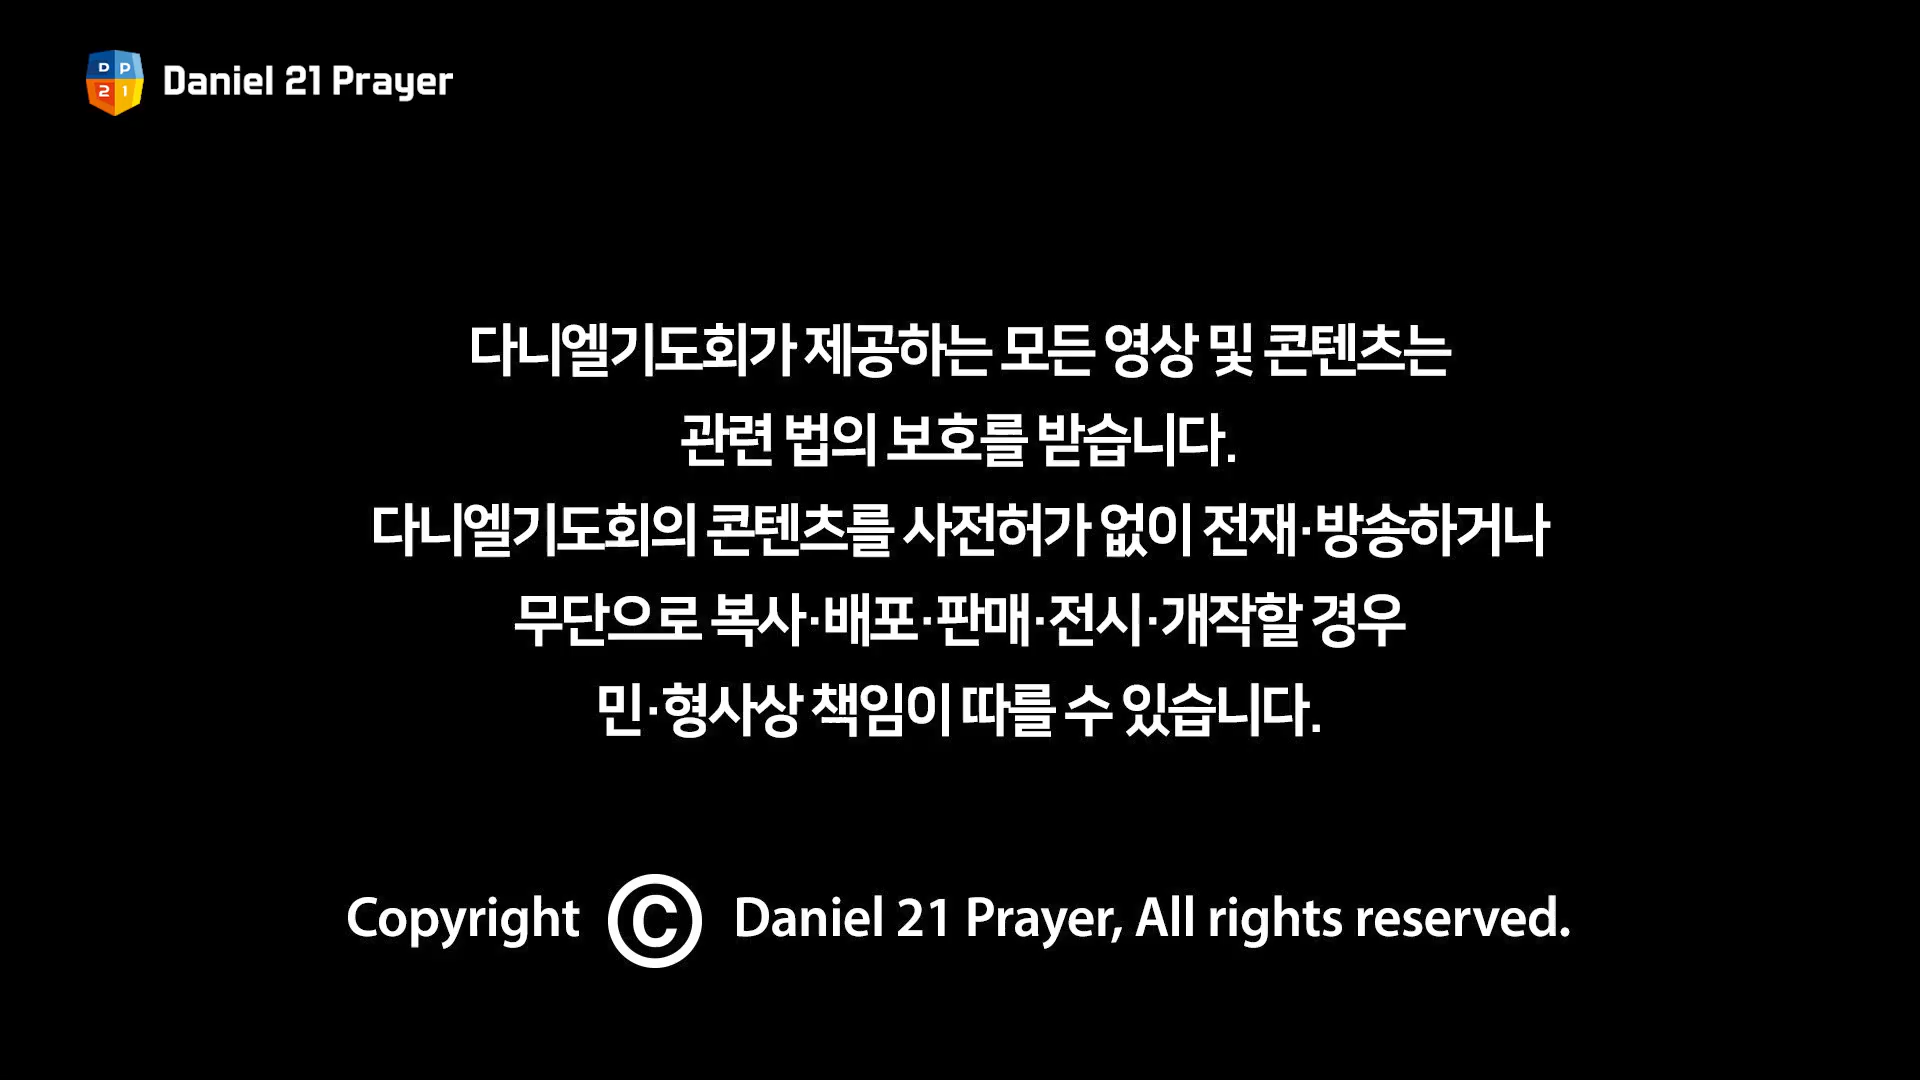 DP
21
Daniel 21 Prayer
다니엘기도회가 제공하는 모든 영상 및 콘텐츠는
관련 법의 보호를 받습니다.
다니엘기도회의 콘텐츠를 사전허가 없이 전재·방송하거나
무단으로 복사·배포·판매·전시·개작할 경우
민·형사상 책임이 따를 수 있습니다.
Copyright © Daniel 21 Prayer, All rights reserved.